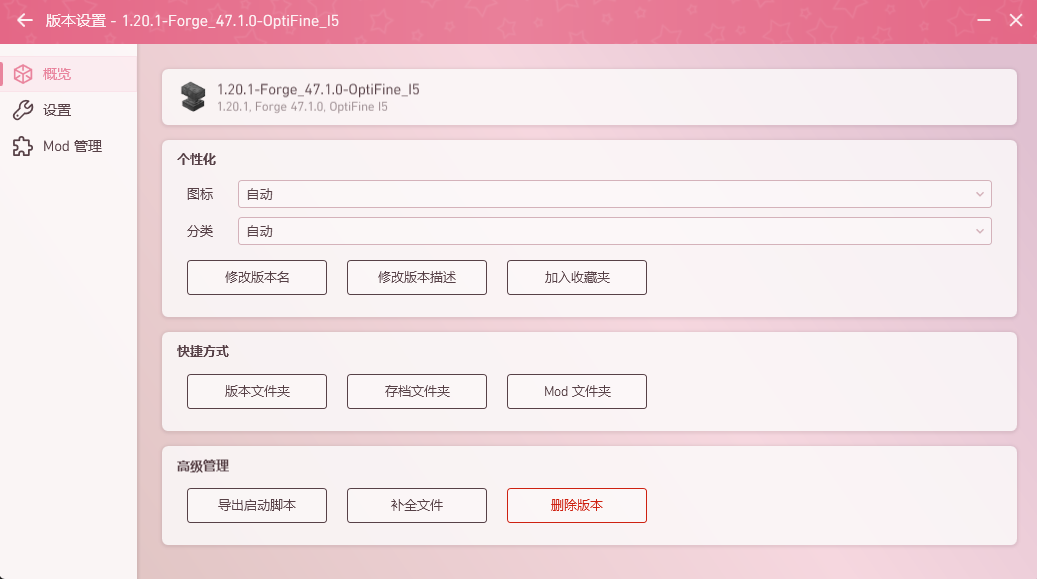 版本设置 - 1.20.1-Forge_47.1.0-OptiFine_I5
概览
设置
Mod 管理
1.20.1-Forge_47.1.0-OptiFine_I5
1.20.1, Forge 47.1.0, OptiFine I5
个性化
图标 自动
分类 自动
修改版本名 修改版本描述 加入收藏夹
快捷方式
版本文件夹 存档文件夹 Mod 文件夹
高级管理
导出启动脚本 补全文件 删除版本